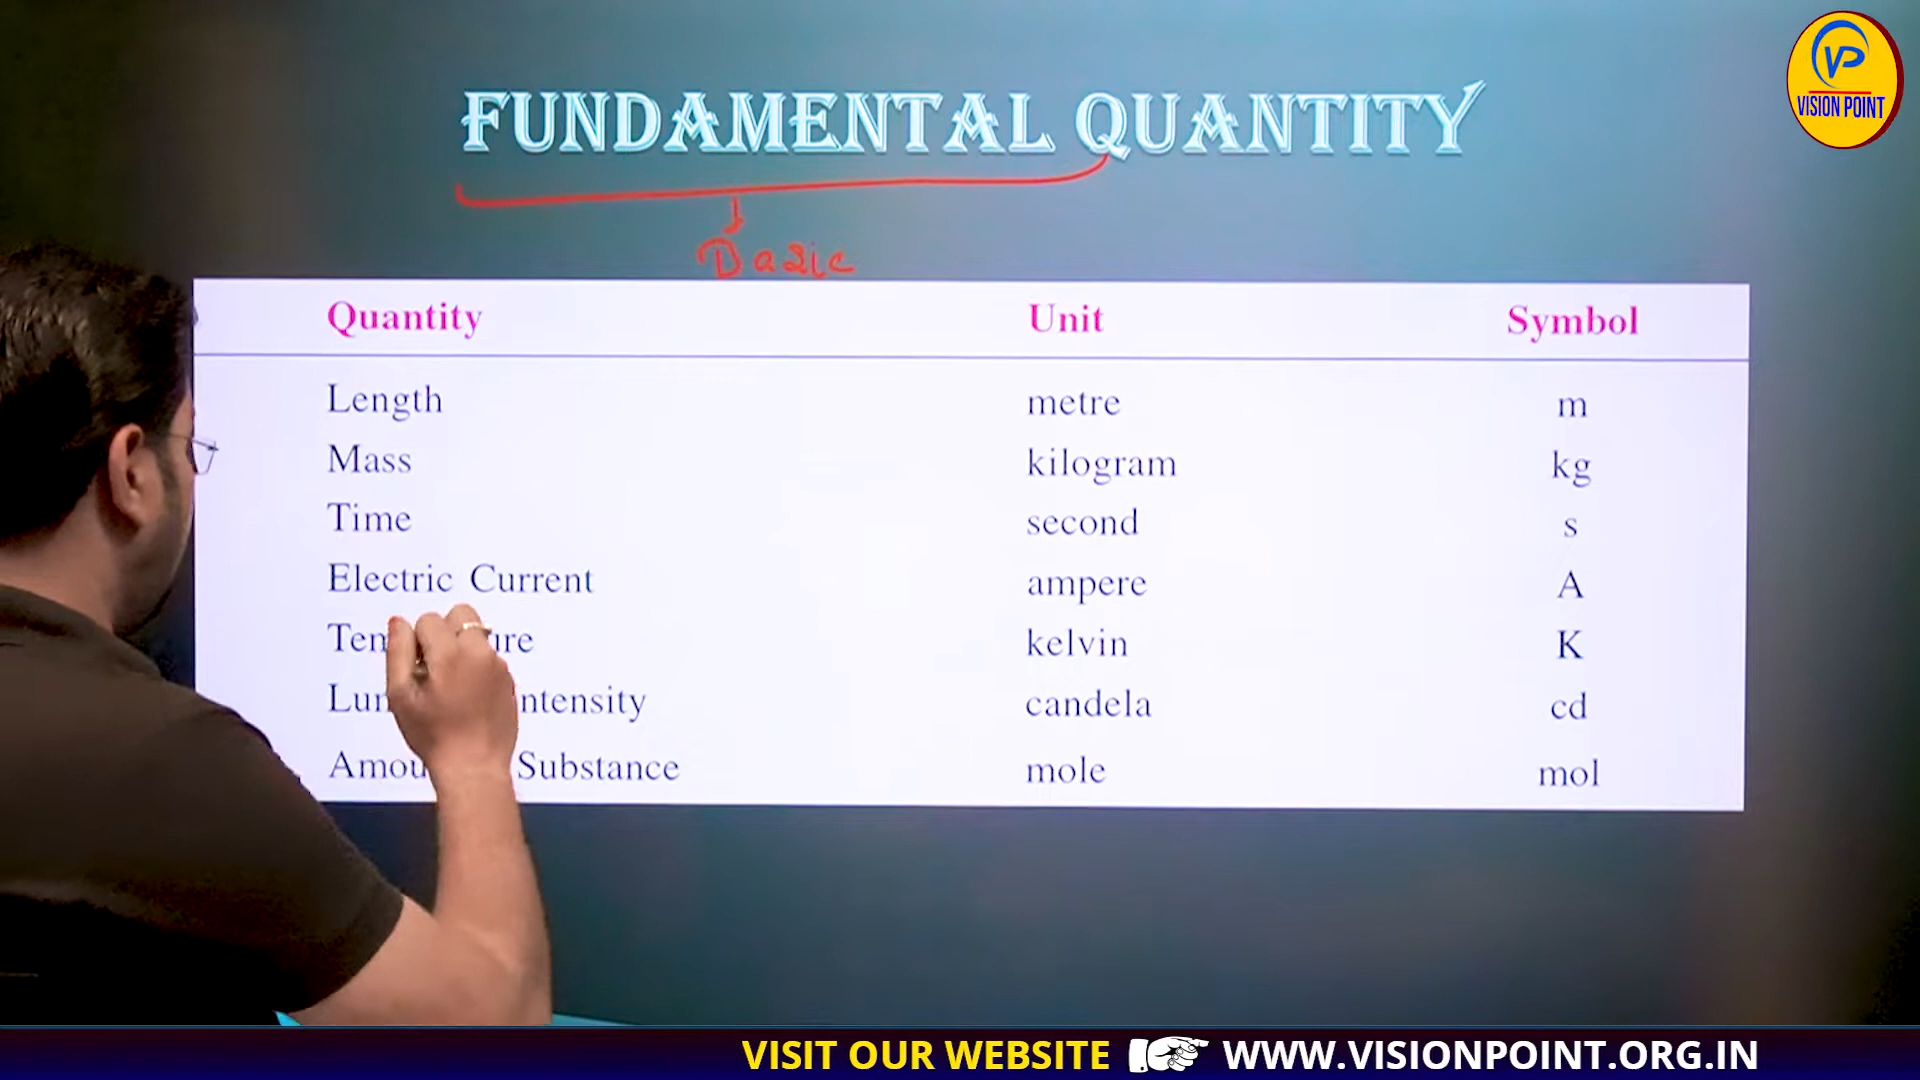 VP
VISION POINT
FUNDAMENTAL QUANTITY
Basic
Quantity Unit Symbol
Length metre m
Mass kilogram kg
Time second s
Electric Current ampere A
kelvin K
candela cd
Substance mole mol
VISIT OUR WEBSITE WWW.VISIONPOINT.ORG.IN